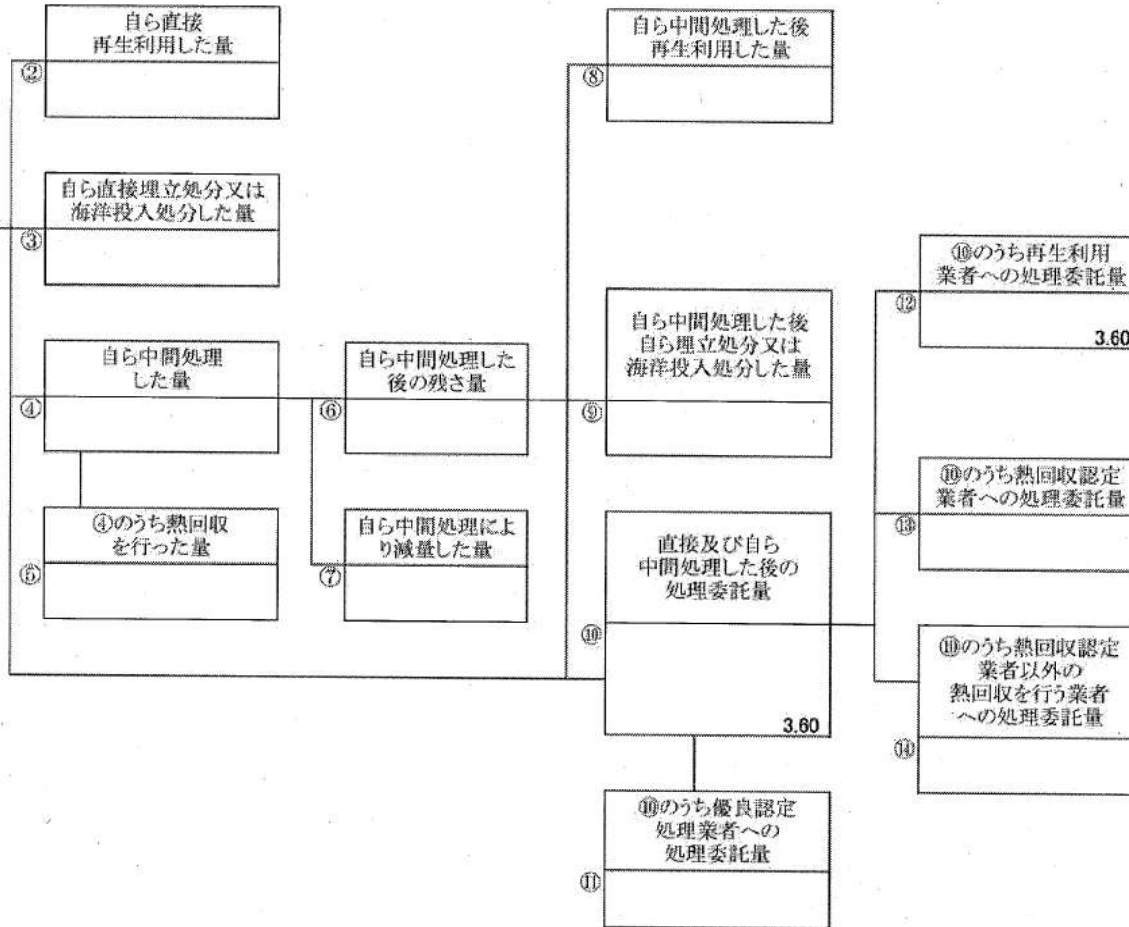 自ら直接
再生利用した量
②
自ら直接埋立処分又は
海洋投入処分した量
③
自ら中間処理
した量
④
④のうち熱回収
を行った量
⑤
自ら中間処理した
後の残さ量
⑥
自ら中間処理によ
り減量した量
⑦
自ら中間処理した後
再生利用した量
⑧
自ら中間処理した後
自ら埋立処分又は
海洋投入処分した量
⑨
直接及び自ら
中間処理した後の
処理委託量
⑩
3.60
⑩のうち優良認定
処理業者への
処理委託量
⑪
⑩のうち再生利用
業者への処理委託量
⑫
3.60
⑩のうち熱回収認定
業者への処理委託量
⑬
⑩のうち熱回収認定
業者以外の
熱回収を行う業者
への処理委託量
⑭